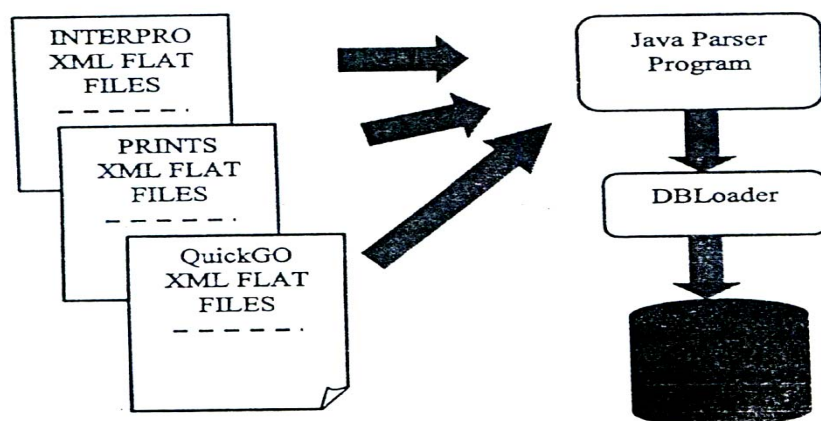 INTERPRO
XML FLAT
FILES
PRINTS
XML FLAT
FILES
QuickGO
XML FLAT
FILES
Java Parser
Program
DBLoader